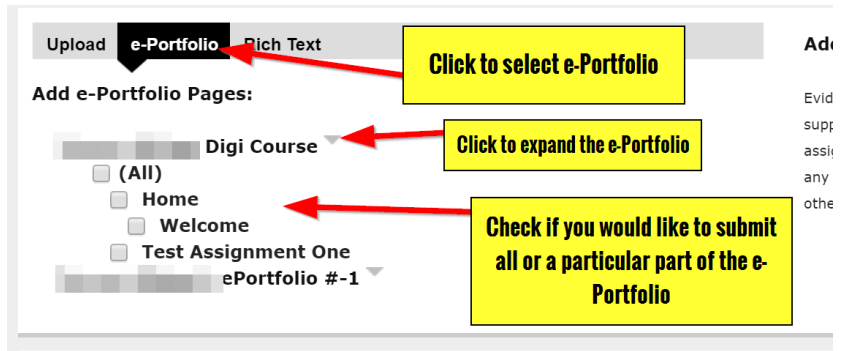 Upload e-Portfolio Rich Text
Click to select e-Portfolio
Add e-Portfolio Pages:
Digi Course
Click to expand the e-Portfolio
(All)
Home
Welcome
Test Assignment One
ePortfolio #-1
Check if you would like to submit
all or a particular part of the e-
Portfolio